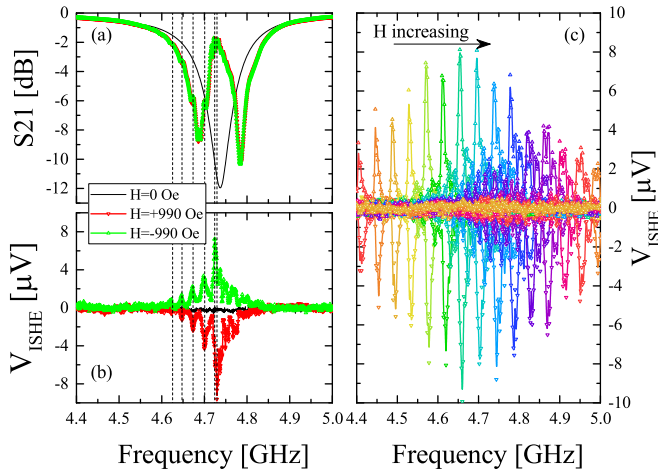 (a)
S21 [dB]
0
-2
-4
-6
-8
-10
-12
H=0 Oe
H=+990 Oe
H=-990 Oe
(b)
V_ISHE [µV]
8
4
0
-4
-8
4.4 4.5 4.6 4.7 4.8 4.9 5.0
Frequency [GHz]
H increasing
(c)
10
8
6
4
2
0
-2
-4
-6
-8
-10
V_ISHE [µV]
4.4 4.5 4.6 4.7 4.8 4.9 5.0
Frequency [GHz]